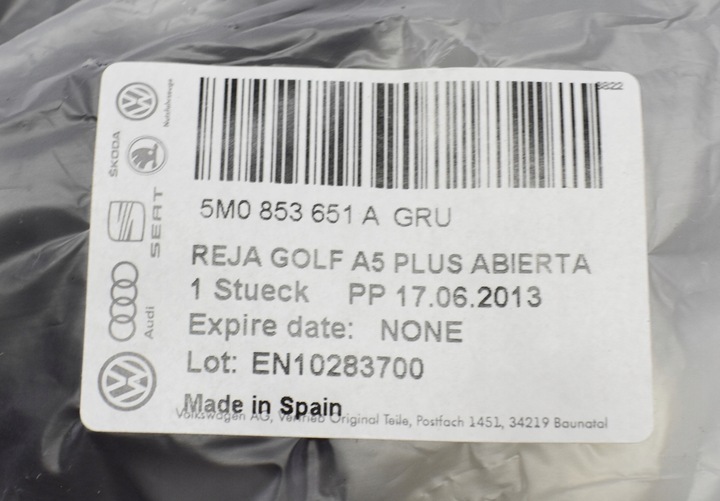 8822
5M0 853 651 A GRU
REJA GOLF A5 PLUS ABIERTA
1 Stueck PP 17.06.2013
Expire date: NONE
Lot: EN10283700
Made in Spain
Volkswagen AG, Vertrieb Original Teile, Postfach 1451, 34219 Baunatal
Nutzfahrzeuge
ŠKODA
SEAT
Audi